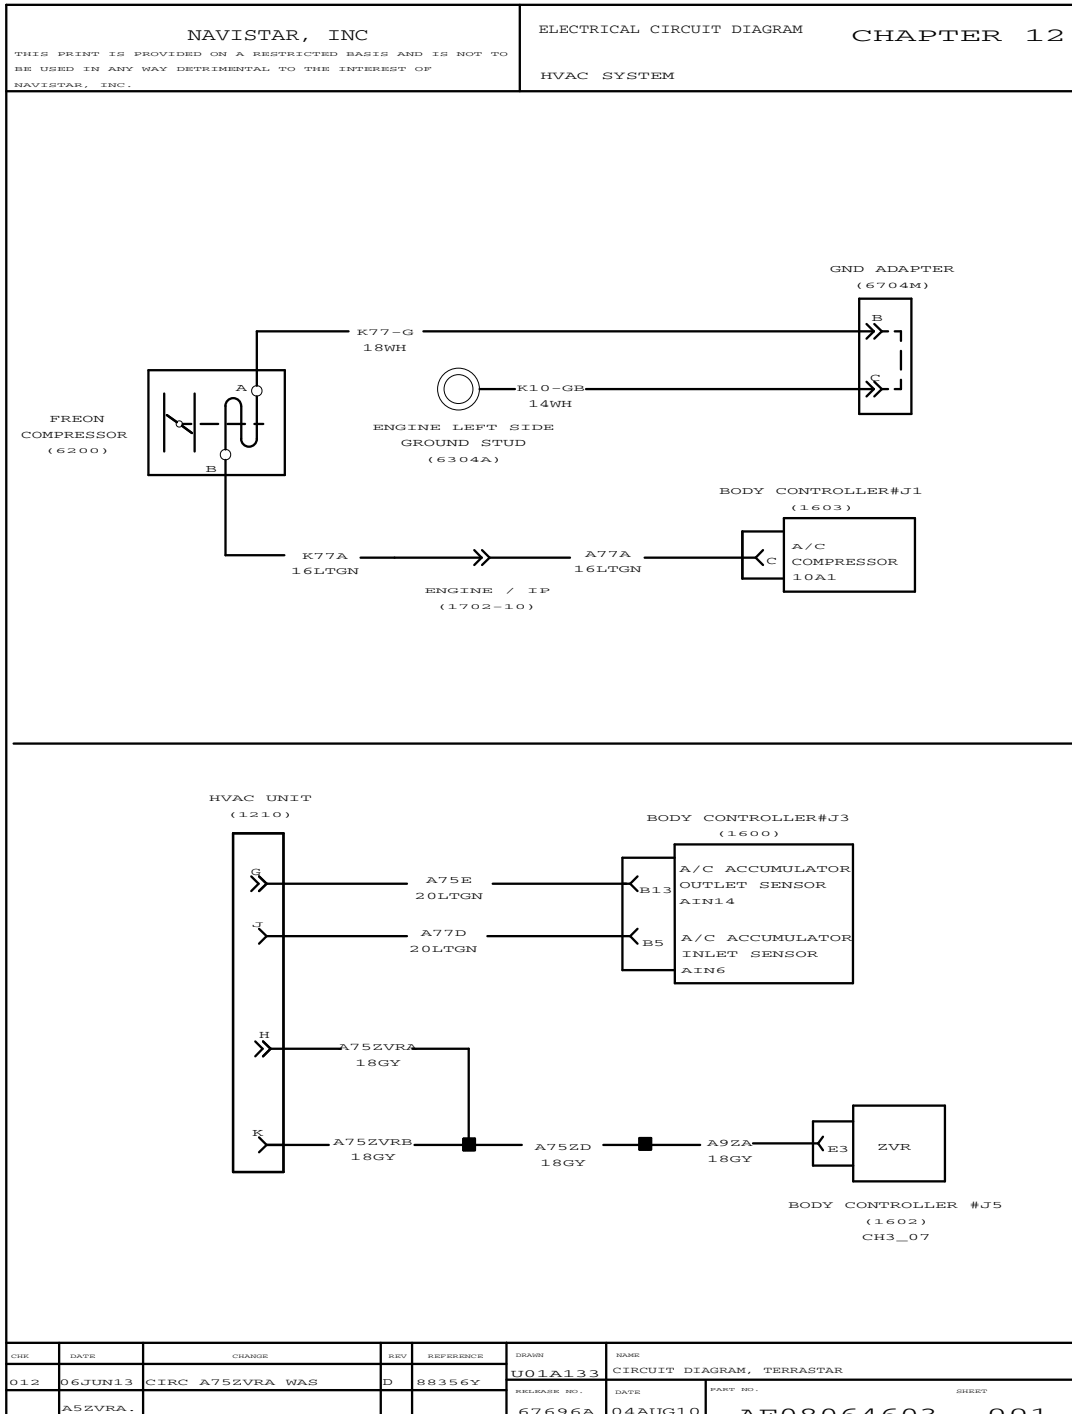 NAVISTAR, INC
THIS PRINT IS PROVIDED ON A RESTRICTED BASIS AND IS NOT TO
BE USED IN ANY WAY DETRIMENTAL TO THE INTEREST OF
NAVISTAR, INC.
ELECTRICAL CIRCUIT DIAGRAM
HVAC SYSTEM
CHAPTER 12
GND ADAPTER
(6704M)
B
K77-G
18WH
C
K10-GB
14WH
A
FREON
COMPRESSOR
(6200)
B
ENGINE LEFT SIDE
GROUND STUD
(6304A)
BODY CONTROLLER#J1
(1603)
A/C
COMPRESSOR
10A1
C
K77A
16LTGN
A77A
16LTGN
ENGINE / IP
(1702-10)
HVAC UNIT
(1210)
BODY CONTROLLER#J3
(1600)
G
A75E
20LTGN
B13
A/C ACCUMULATOR
OUTLET SENSOR
AIN14
J
A77D
20LTGN
B5
A/C ACCUMULATOR
INLET SENSOR
AIN6
H
A75ZVRA
18GY
K
A75ZVRB
18GY
A75ZD
18GY
A9ZA
18GY
E3
ZVR
BODY CONTROLLER #J5
(1602)
CH3_07
CHK DATE CHANGE REV REFERENCE
012 06JUN13 CIRC A75ZVRA WAS D 88356Y
A5ZVRA.
DRAWN
U01A133
NAME
CIRCUIT DIAGRAM, TERRASTAR
RELEASE NO.
67696A
DATE
04AUG10
PART NO.
SHEET
AE08064603 001